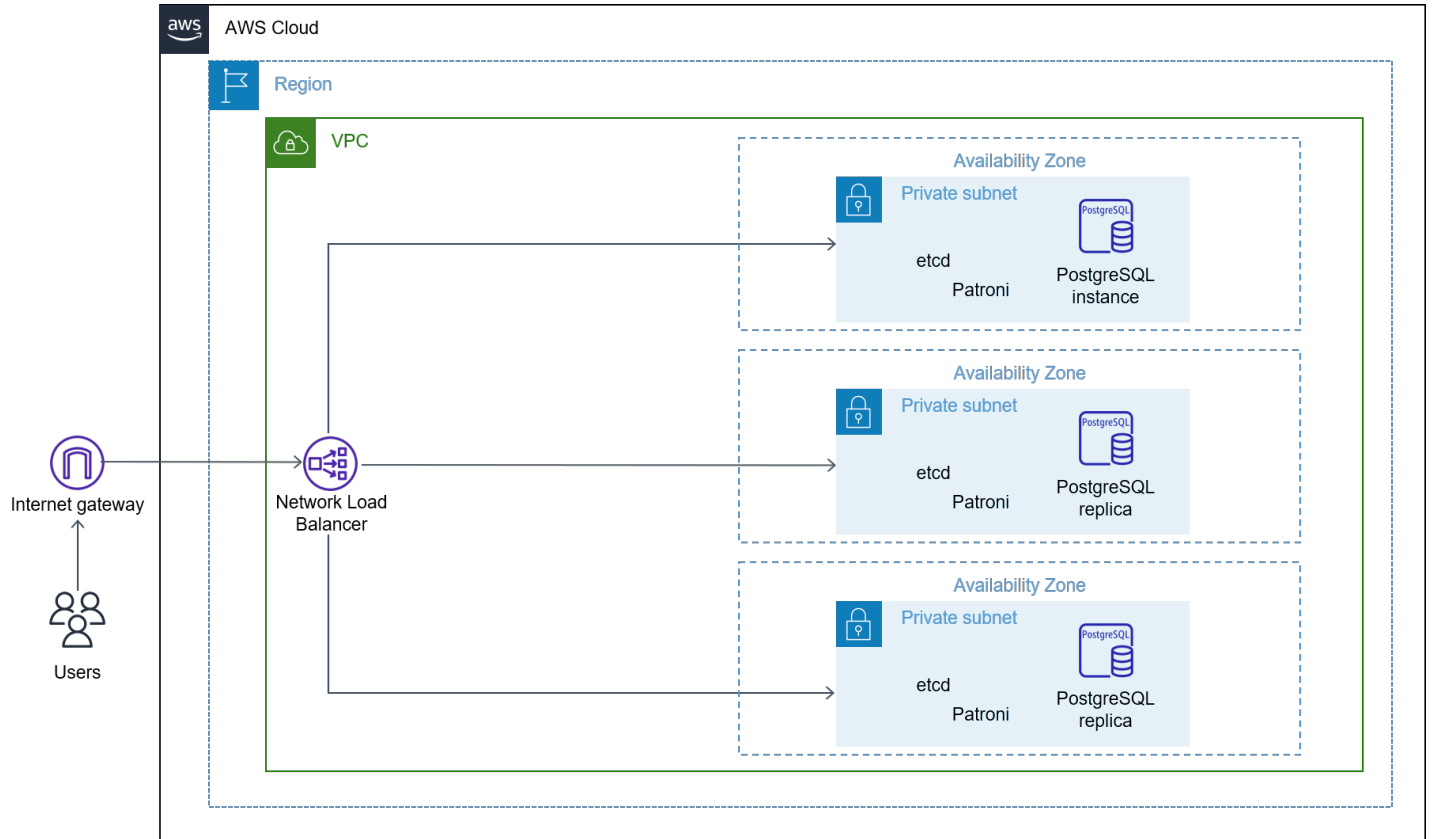 aws
AWS Cloud
Region
VPC
Availability Zone
Private subnet
PostgreSQL
etcd
Patroni
PostgreSQL
instance
Availability Zone
Private subnet
PostgreSQL
etcd
Patroni
PostgreSQL
replica
Internet gateway
Network Load
Balancer
Availability Zone
Private subnet
PostgreSQL
Users
etcd
Patroni
PostgreSQL
replica